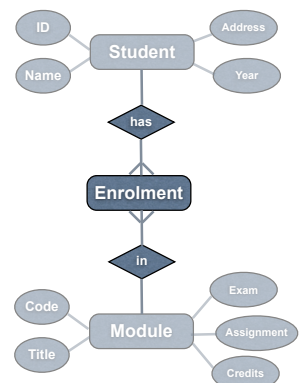 ID
Address
Student
Name
Year
has
Enrolment
in
Code
Exam
Module
Assignment
Title
Credits